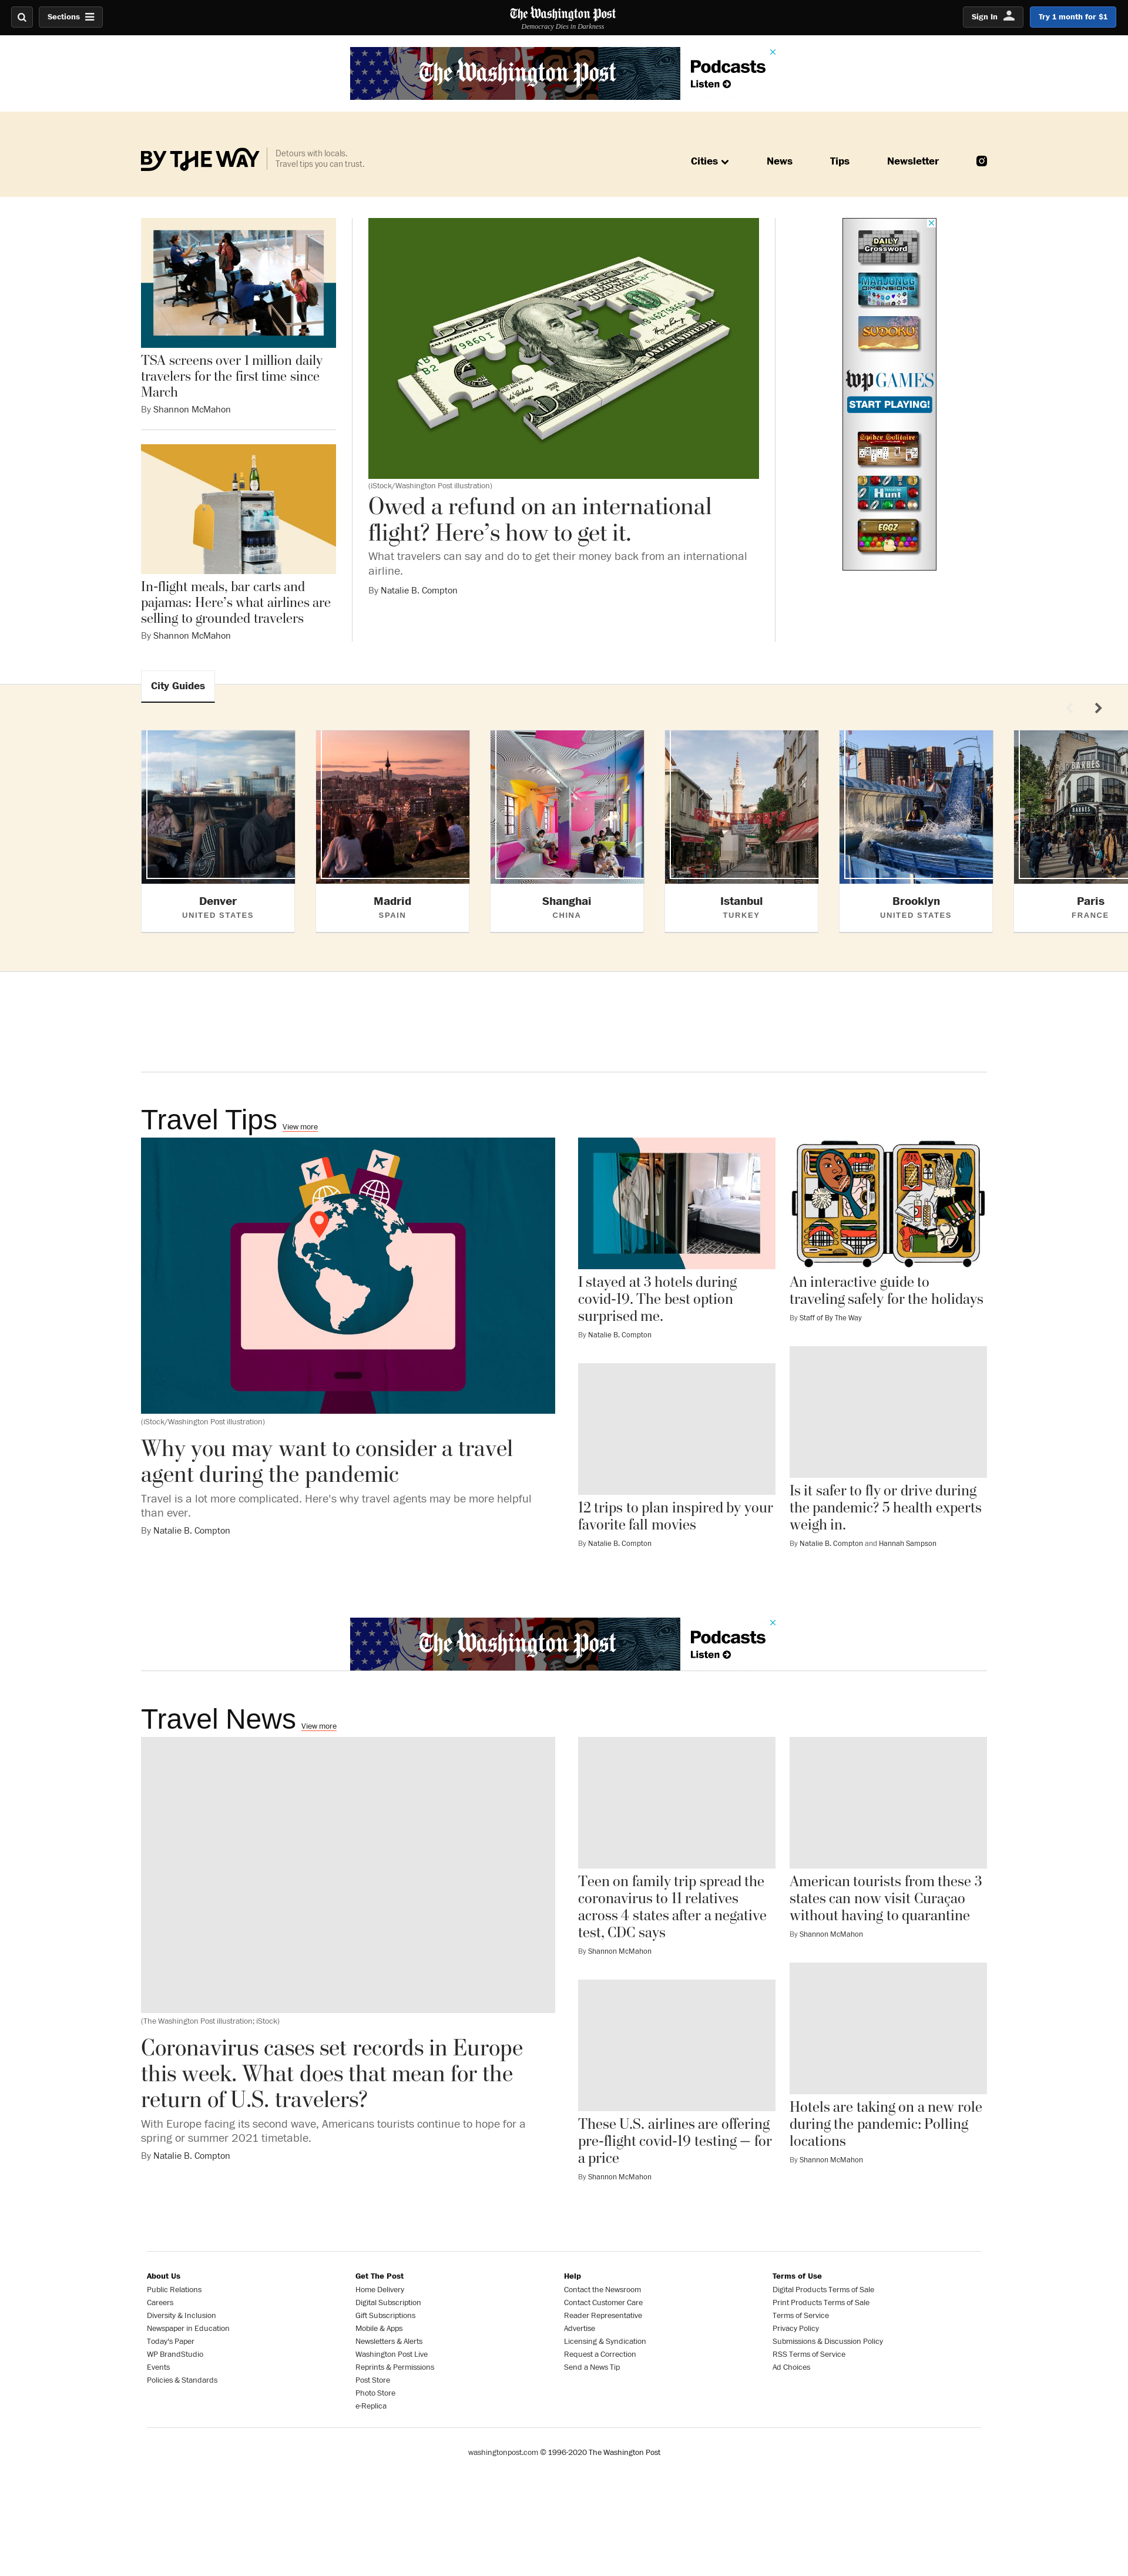 Sections
The Washington Post
Democracy Dies in Darkness
Sign In
Try 1 month for $1
The Washington Post
Podcasts
Listen
BY THE WAY
Detours with locals.
Travel tips you can trust.
Cities
News
Tips
Newsletter
TSA screens over 1 million daily
travelers for the first time since
March
By Shannon McMahon
In-flight meals, bar carts and
pajamas: Here's what airlines are
selling to grounded travelers
By Shannon McMahon
(iStock/Washington Post illustration)
Owed a refund on an international
flight? Here's how to get it.
What travelers can say and do to get their money back from an international
airline.
By Natalie B. Compton
DAILY
Crossword
MAHJONGG
DIMENSIONS
SUDOKU
wp GAMES
START PLAYING!
Spider Solitaire
Hunt
EGGZ
City Guides
BARBES
Denver
UNITED STATES
Madrid
SPAIN
Shanghai
CHINA
Istanbul
TURKEY
Brooklyn
UNITED STATES
Paris
FRANCE
Travel Tips View more
(iStock/Washington Post illustration)
Why you may want to consider a travel
agent during the pandemic
Travel is a lot more complicated. Here's why travel agents may be more helpful
than ever.
By Natalie B. Compton
I stayed at 3 hotels during
covid-19. The best option
surprised me.
By Natalie B. Compton
12 trips to plan inspired by your
favorite fall movies
By Natalie B. Compton
An interactive guide to
traveling safely for the holidays
By Staff of By The Way
Is it safer to fly or drive during
the pandemic? 5 health experts
weigh in.
By Natalie B. Compton and Hannah Sampson
The Washington Post
Podcasts
Listen
Travel News View more
(The Washington Post illustration; iStock)
Coronavirus cases set records in Europe
this week. What does that mean for the
return of U.S. travelers?
With Europe facing its second wave, Americans tourists continue to hope for a
spring or summer 2021 timetable.
By Natalie B. Compton
Teen on family trip spread the
coronavirus to 11 relatives
across 4 states after a negative
test, CDC says
By Shannon McMahon
These U.S. airlines are offering
pre-flight covid-19 testing — for
a price
By Shannon McMahon
American tourists from these 3
states can now visit Curaçao
without having to quarantine
By Shannon McMahon
Hotels are taking on a new role
during the pandemic: Polling
locations
By Shannon McMahon
About Us
Public Relations
Careers
Diversity & Inclusion
Newspaper in Education
Today's Paper
WP BrandStudio
Events
Policies & Standards
Get The Post
Home Delivery
Digital Subscription
Gift Subscriptions
Mobile & Apps
Newsletters & Alerts
Washington Post Live
Reprints & Permissions
Post Store
Photo Store
e-Replica
Help
Contact the Newsroom
Contact Customer Care
Reader Representative
Advertise
Licensing & Syndication
Request a Correction
Send a News Tip
Terms of Use
Digital Products Terms of Sale
Print Products Terms of Sale
Terms of Service
Privacy Policy
Submissions & Discussion Policy
RSS Terms of Service
Ad Choices
washingtonpost.com © 1996-2020 The Washington Post